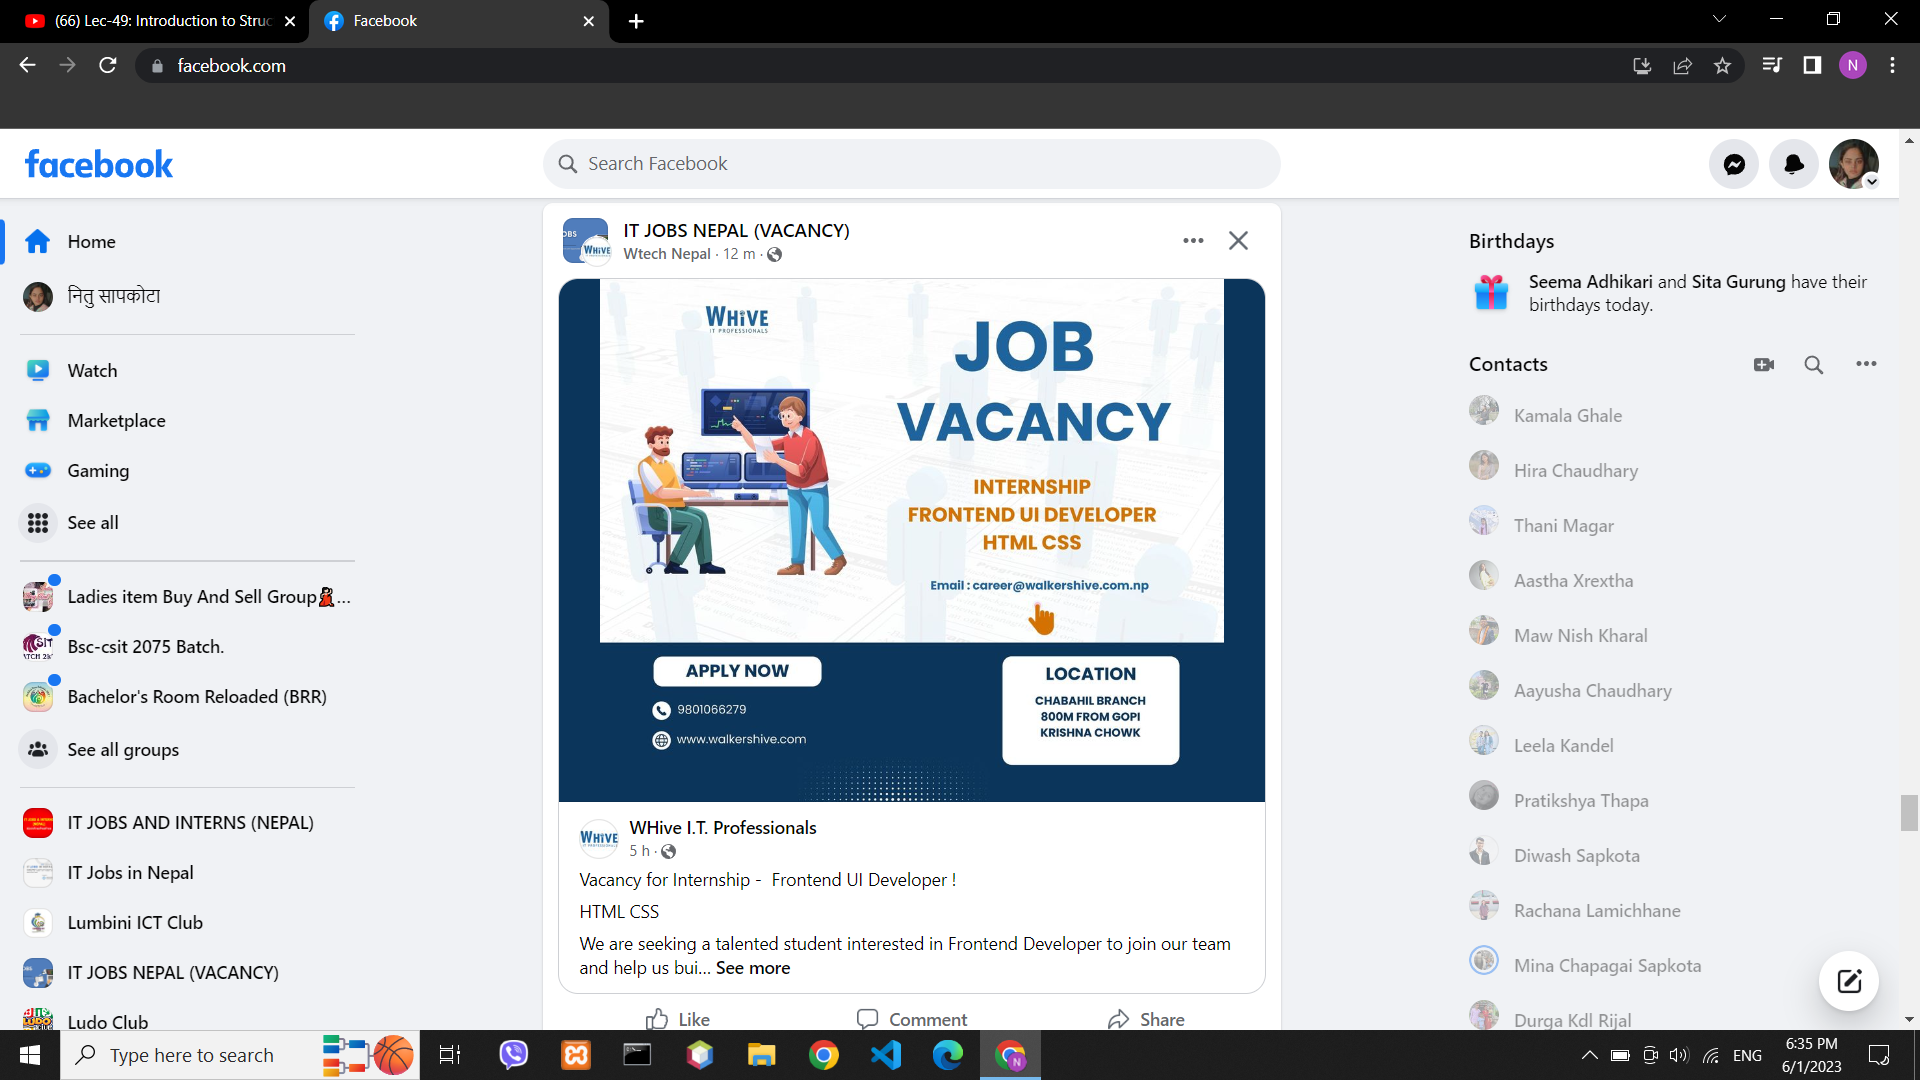 (66) Lec-49: Introduction to Struc
Facebook
facebook.com
N
facebook
Search Facebook
Home
नितु सापकोटा
Watch
Marketplace
Gaming
See all
Ladies item Buy And Sell Group💃...
Bsc-csit 2075 Batch.
Bachelor's Room Reloaded (BRR)
See all groups
IT JOBS AND INTERNS (NEPAL)
IT Jobs in Nepal
Lumbini ICT Club
IT JOBS NEPAL (VACANCY)
Ludo Club
IT JOBS NEPAL (VACANCY)
Wtech Nepal · 12 m ·
WHIVE
IT PROFESSIONALS
JOB
VACANCY
INTERNSHIP
FRONTEND UI DEVELOPER
HTML CSS
Email : career@walkershive.com.np
APPLY NOW
9801066279
www.walkershive.com
LOCATION
CHABAHIL BRANCH
800M FROM GOPI
KRISHNA CHOWK
WHive I.T. Professionals
5 h ·
Vacancy for Internship - Frontend UI Developer !
HTML CSS
We are seeking a talented student interested in Frontend Developer to join our team
and help us bui... See more
Like
Comment
Share
Birthdays
Seema Adhikari and Sita Gurung have their
birthdays today.
Contacts
Kamala Ghale
Hira Chaudhary
Thani Magar
Aastha Xrextha
Maw Nish Kharal
Aayusha Chaudhary
Leela Kandel
Pratikshya Thapa
Diwash Sapkota
Rachana Lamichhane
Mina Chapagai Sapkota
Durga Kdl Rijal
Type here to search
ENG
6:35 PM
6/1/2023